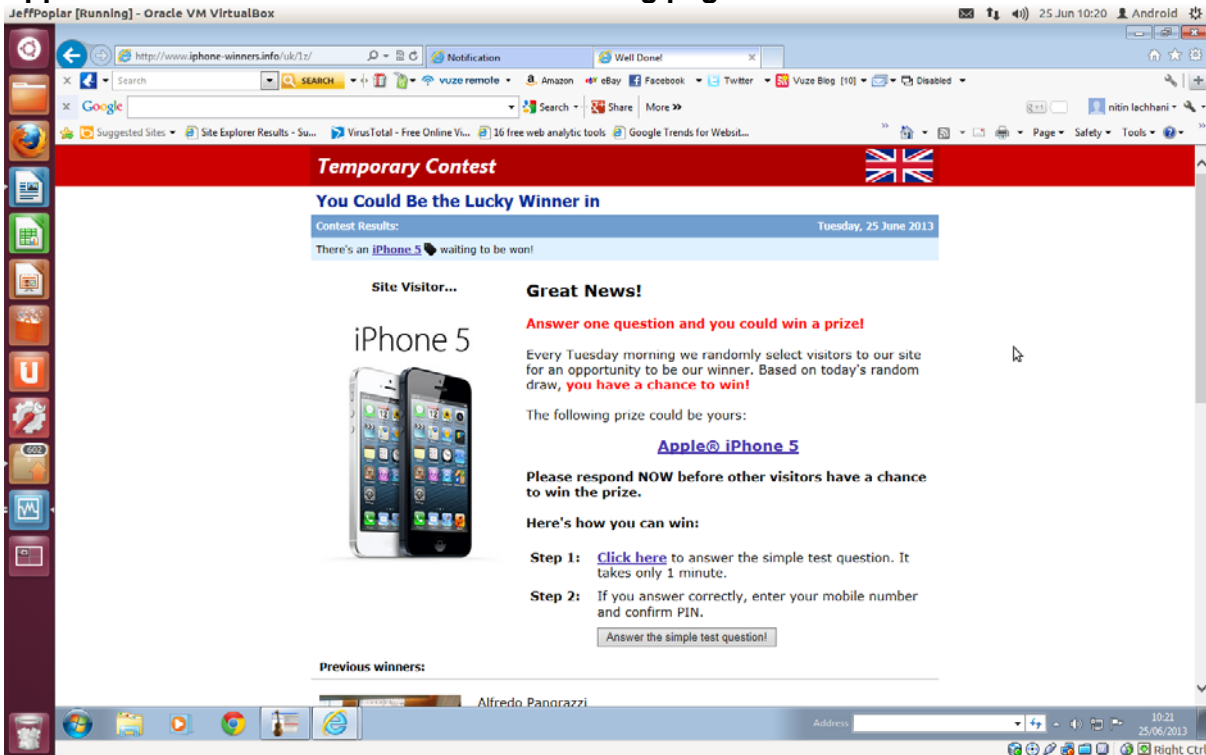 JeffPoplar [Running] - Oracle VM VirtualBox
25 Jun 10:20 Android
http://www.iphone-winners.info/uk/1z/
Notification
Well Done!
Search
SEARCH
vuze remote
Amazon
eBay
Facebook
Twitter
Vuze Blog [10]
Disabled
Google
Search
Share
More »
g+1
nitin lachhani
Suggested Sites
Site Explorer Results - Su...
VirusTotal - Free Online Vi...
16 free web analytic tools
Google Trends for Websit...
Page
Safety
Tools
Temporary Contest
You Could Be the Lucky Winner in
Contest Results:
Tuesday, 25 June 2013
There's an iPhone 5 waiting to be won!
Site Visitor...
iPhone 5
Great News!
Answer one question and you could win a prize!
Every Tuesday morning we randomly select visitors to our site
for an opportunity to be our winner. Based on today's random
draw, you have a chance to win!
The following prize could be yours:
Apple® iPhone 5
Please respond NOW before other visitors have a chance
to win the prize.
Here's how you can win:
Step 1: Click here to answer the simple test question. It
takes only 1 minute.
Step 2: If you answer correctly, enter your mobile number
and confirm PIN.
Answer the simple test question!
Previous winners:
Alfredo Pangrazzi
602
Address
10:21
25/06/2013
Right Ctrl